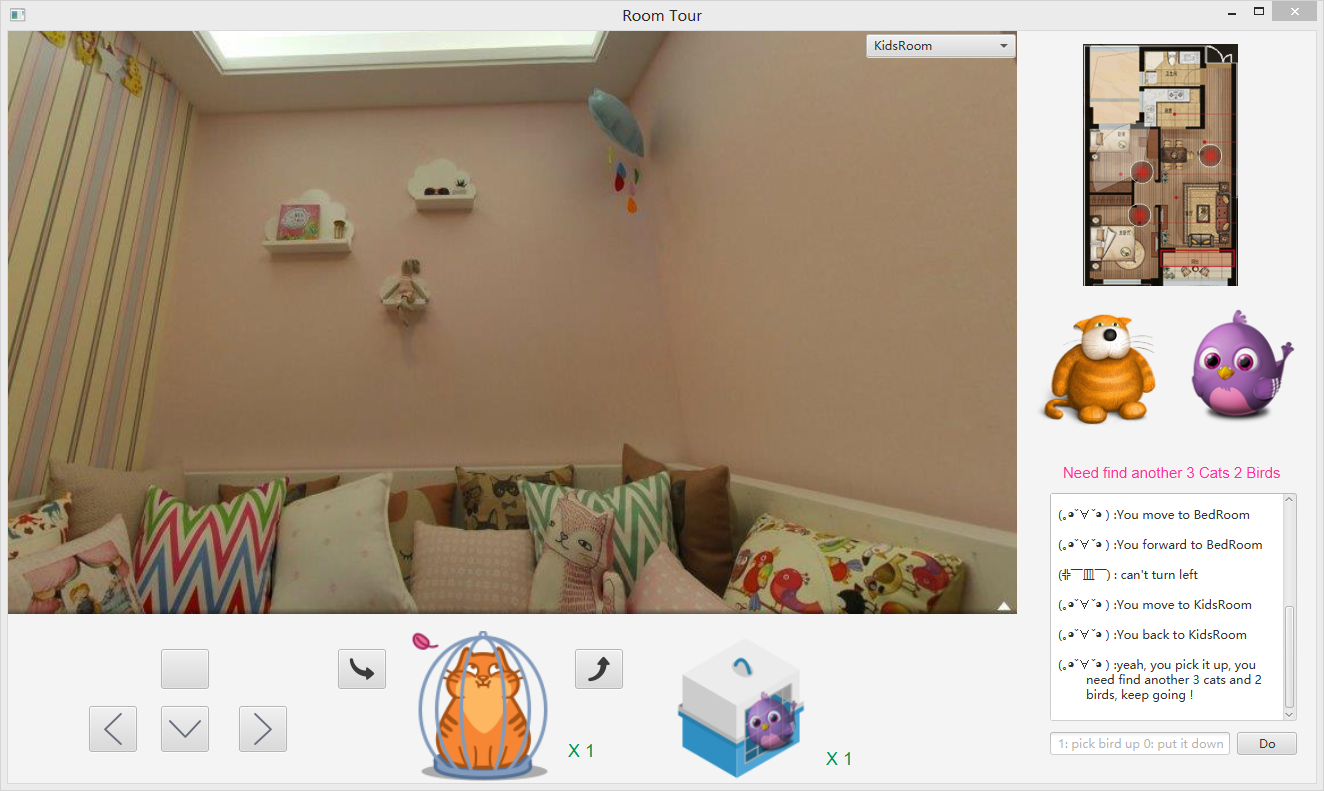 Room Tour
KidsRoom
Need find another 3 Cats 2 Birds
(｡◕ˇ∀ˇ◕ ) :You move to BedRoom
(｡◕ˇ∀ˇ◕ ) :You forward to BedRoom
(╬￣皿￣) : can't turn left
(｡◕ˇ∀ˇ◕ ) :You move to KidsRoom
(｡◕ˇ∀ˇ◕ ) :You back to KidsRoom
(｡◕ˇ∀ˇ◕ ) :yeah, you pick it up, you
need find another 3 cats and 2
birds, keep going !
X 1
X 1
1: pick bird up 0: put it down
Do